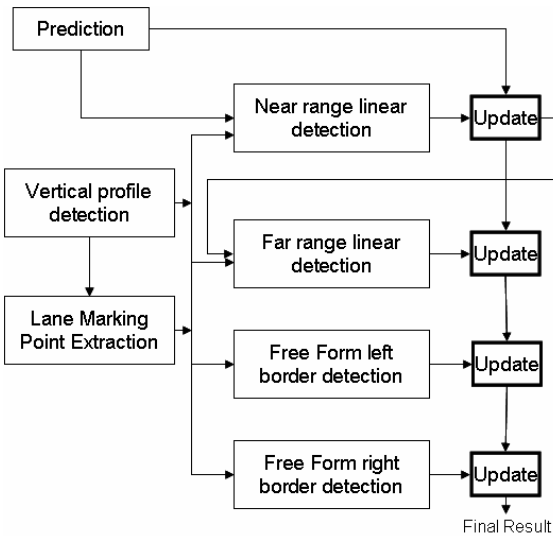 Prediction
Near range linear
detection
Update
Vertical profile
detection
Far range linear
detection
Update
Lane Marking
Point Extraction
Free Form left
border detection
Update
Free Form right
border detection
Update
Final Result